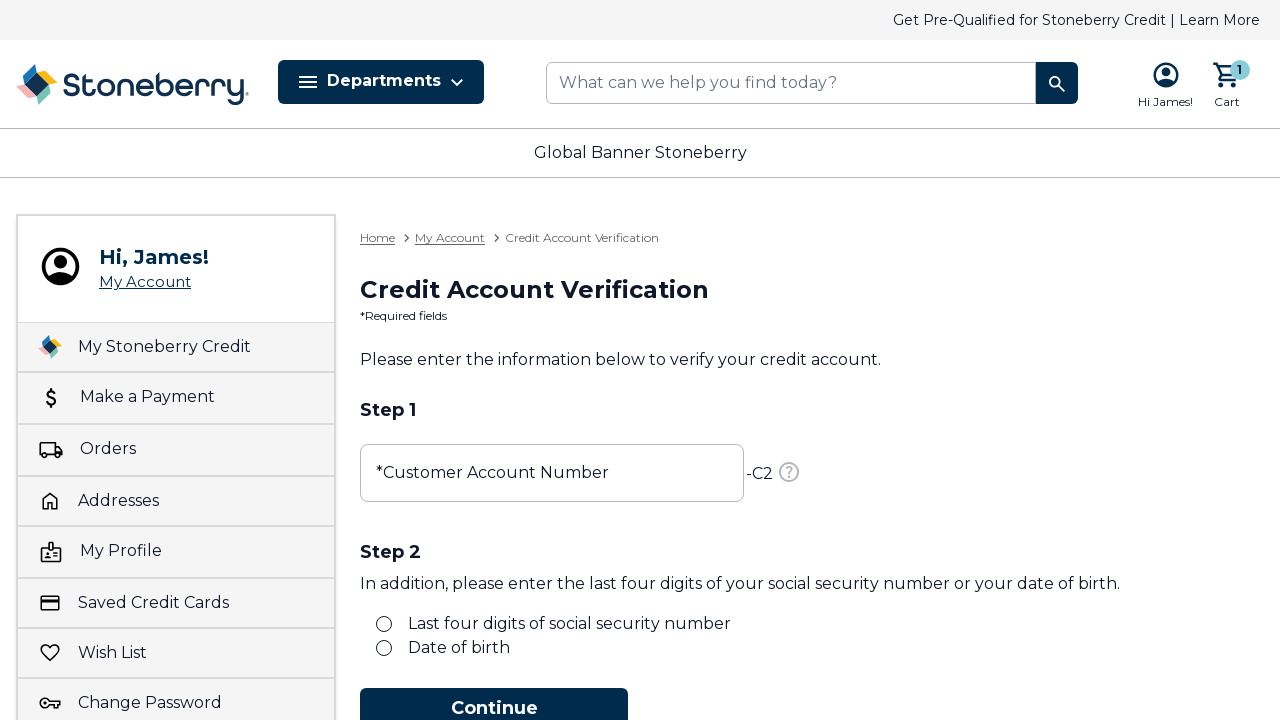 Get Pre-Qualified for Stoneberry Credit | Learn More
Stoneberry
Departments
What can we help you find today?
Hi James!
1
Cart
Global Banner Stoneberry
Hi, James!
My Account
My Stoneberry Credit
Make a Payment
Orders
Addresses
My Profile
Saved Credit Cards
Wish List
Change Password
Home > My Account > Credit Account Verification
Credit Account Verification
*Required fields
Please enter the information below to verify your credit account.
Step 1
*Customer Account Number -C2 ?
Step 2
In addition, please enter the last four digits of your social security number or your date of birth.
Last four digits of social security number
Date of birth
Continue